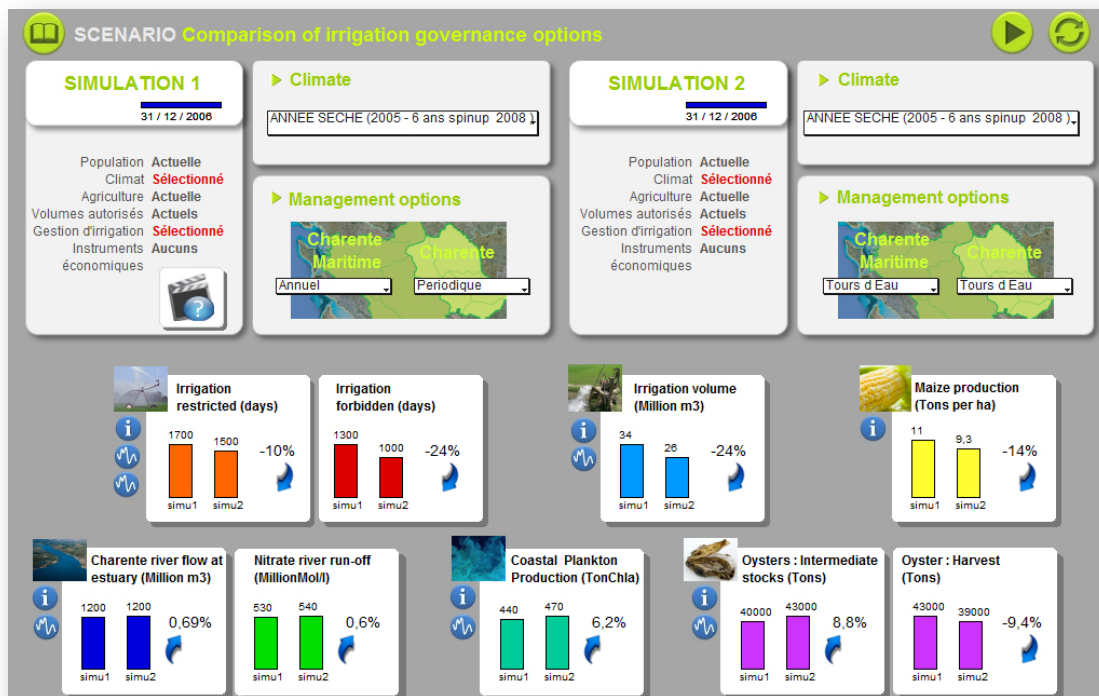 SCENARIO Comparison of irrigation governance options
SIMULATION 1
31 / 12 / 2006
Population Actuelle
Climat Sélectionné
Agriculture Actuelle
Volumes autorisés Actuels
Gestion d'irrigation Sélectionné
Instruments Aucuns
économiques
?
Climate
ANNEE SECHE (2005 - 6 ans spinup 2008 )
Management options
Charente
Maritime
Charente
Annuel
Periodique
SIMULATION 2
31 / 12 / 2006
Population Actuelle
Climat Sélectionné
Agriculture Actuelle
Volumes autorisés Actuels
Gestion d'irrigation Sélectionné
Instruments Aucuns
économiques
Climate
ANNEE SECHE (2005 - 6 ans spinup 2008 )
Management options
Charente
Maritime
Charente
Tours d Eau
Tours d Eau
i
Irrigation
restricted (days)
1700
1500
-10%
simu1 simu2
Irrigation
forbidden (days)
1300
1000
-24%
simu1 simu2
i
Irrigation volume
(Million m3)
34
26
-24%
simu1 simu2
i
Maize production
(Tons per ha)
11
9,3
-14%
simu1 simu2
i
Charente river flow at
estuary (Million m3)
1200 1200
0,69%
simu1 simu2
Nitrate river run-off
(MillionMol/l)
530 540
0,6%
simu1 simu2
i
Coastal Plankton
Production (TonChla)
440
470
6,2%
simu1 simu2
i
Oysters : Intermediate
stocks (Tons)
40000
43000
8,8%
simu1 simu2
Oyster : Harvest
(Tons)
43000
39000
-9,4%
simu1 simu2